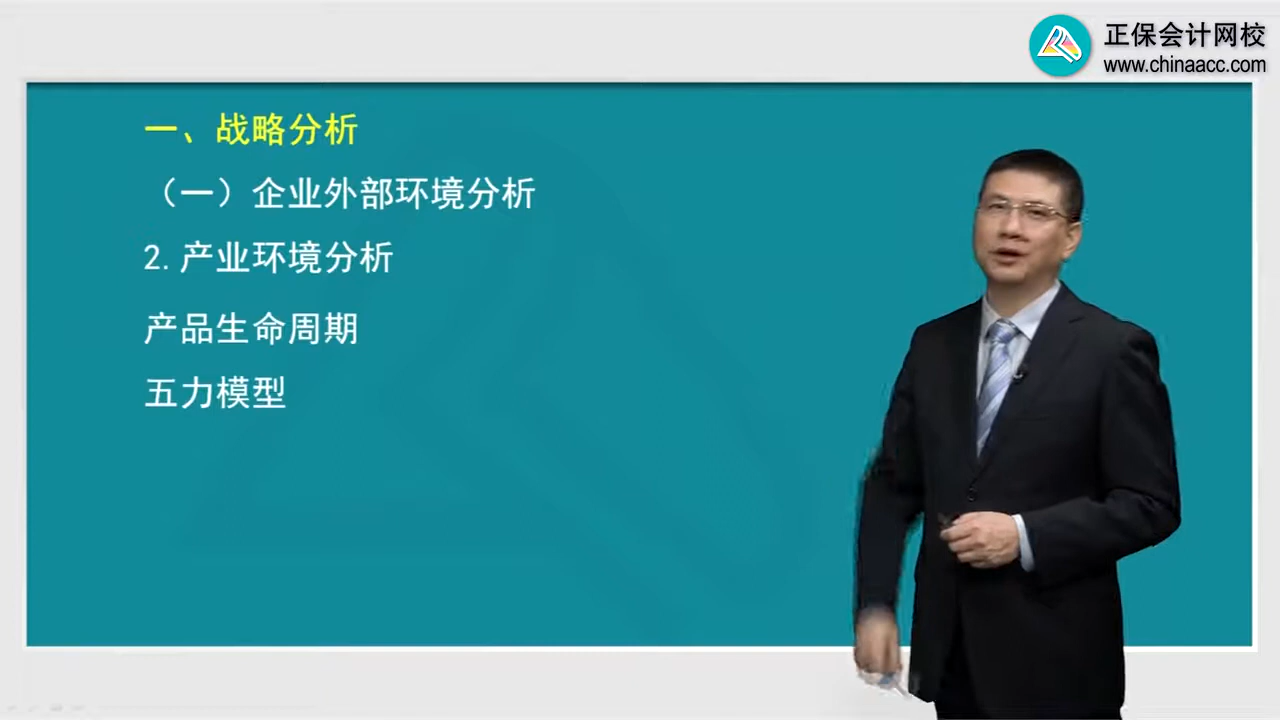 正保会计网校
www.chinaacc.com
一、战略分析
（一）企业外部环境分析
2.产业环境分析
产品生命周期
五力模型